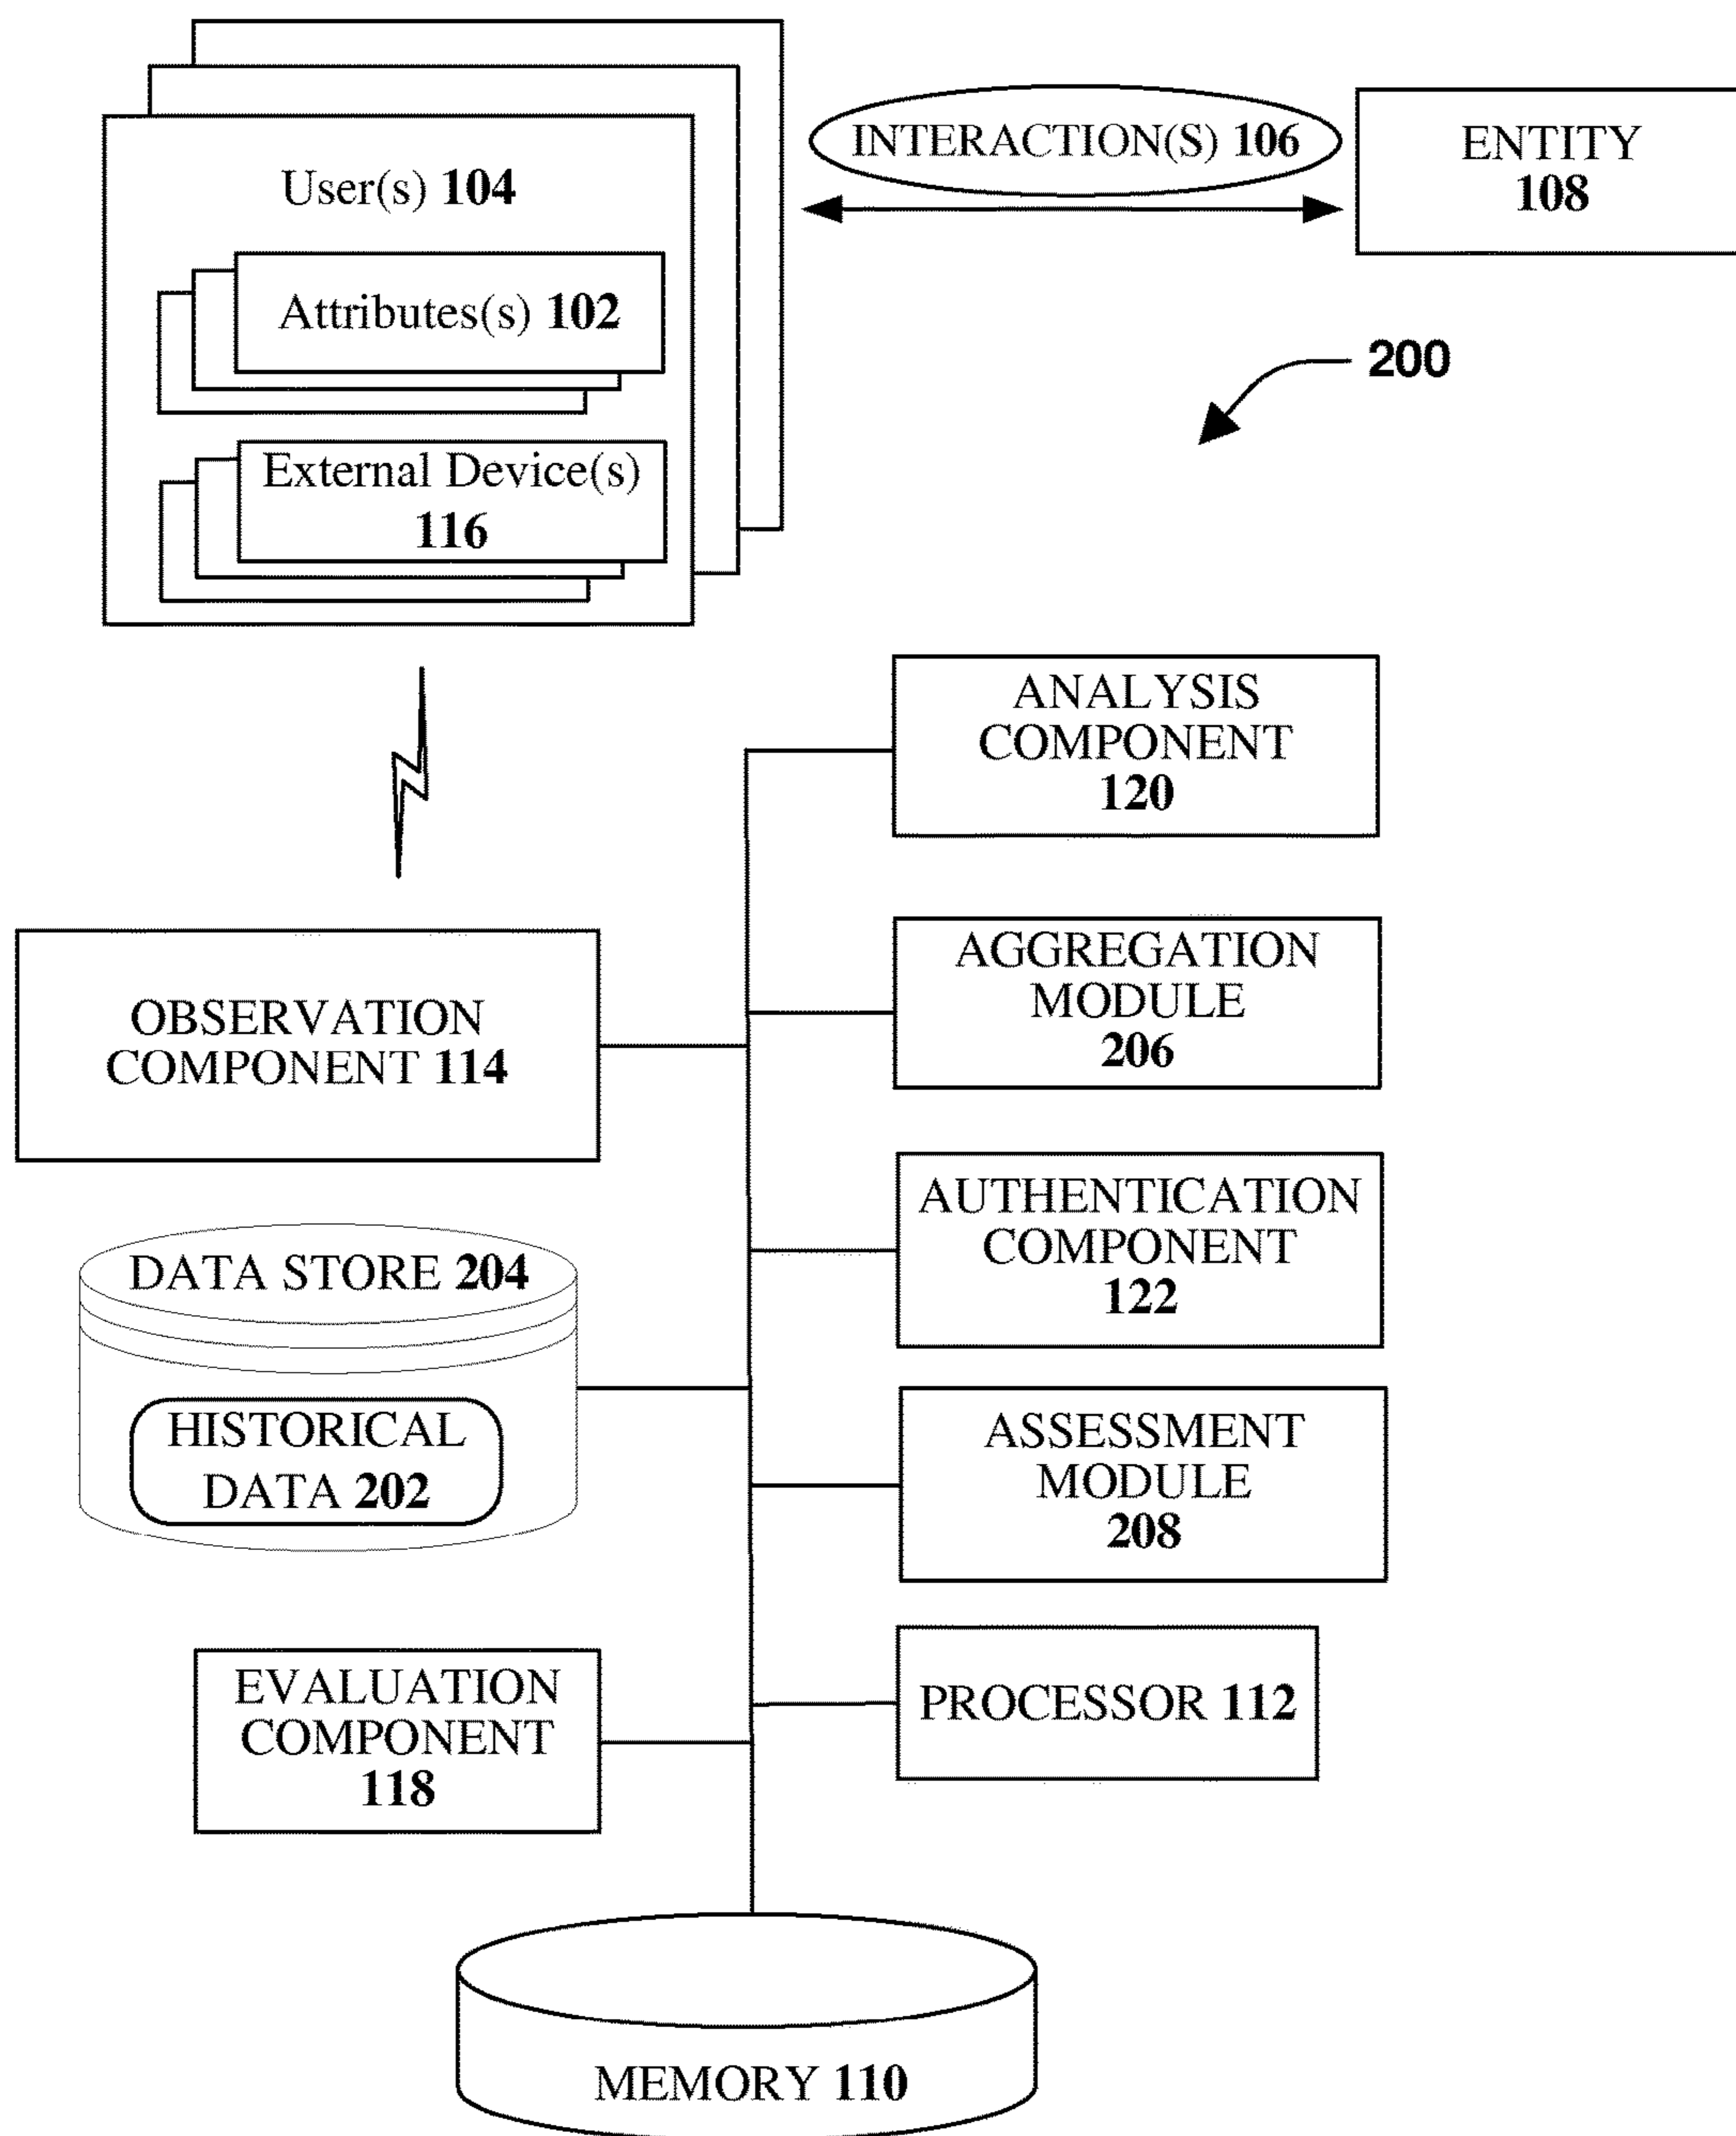 User(s) 104
Attributes(s) 102
External Device(s)
116
INTERACTION(S) 106
ENTITY
108
200
ANALYSIS
COMPONENT
120
OBSERVATION
COMPONENT 114
AGGREGATION
MODULE
206
AUTHENTICATION
COMPONENT
122
DATA STORE 204
HISTORICAL
DATA 202
ASSESSMENT
MODULE
208
EVALUATION
COMPONENT
118
PROCESSOR 112
MEMORY 110